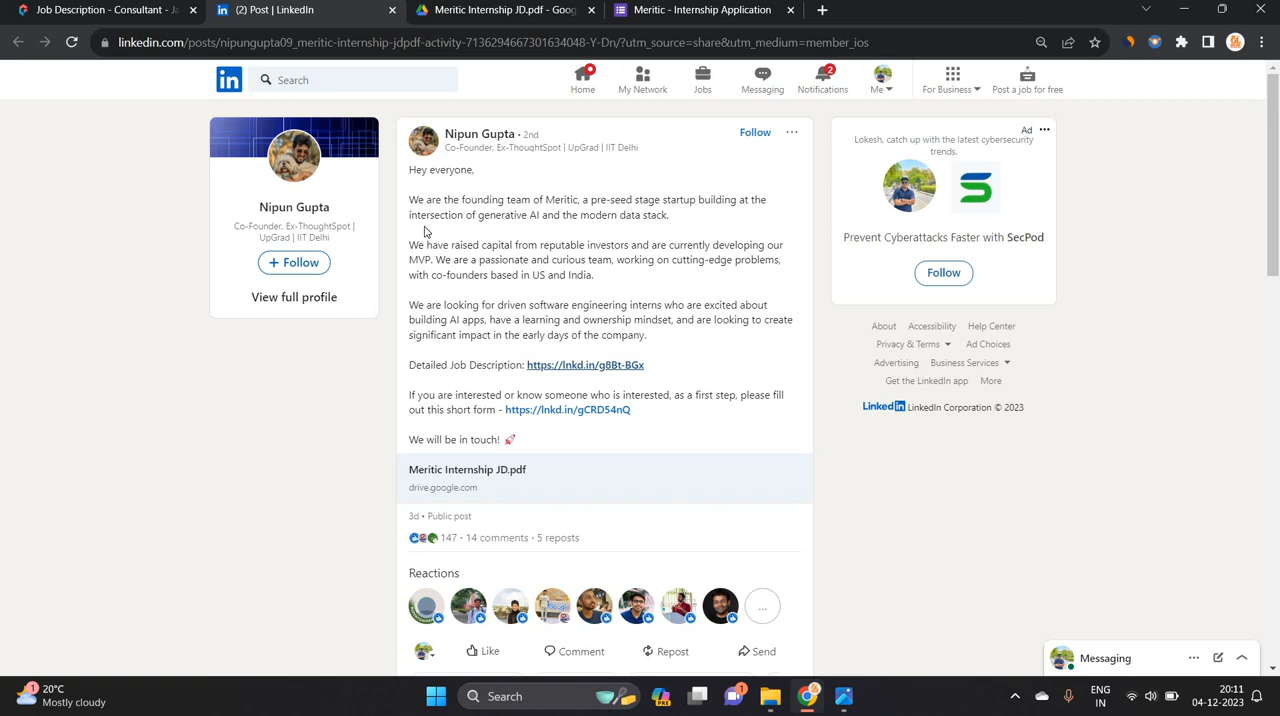 Job Description - Consultant - Ja
(2) Post | LinkedIn
Meritic Internship JD.pdf - Goog
Meritic - Internship Application
linkedin.com/posts/nipungupta09_meritic-internship-jdpdf-activity-7136294667301634048-Y-Dn/?utm_source=share&utm_medium=member_ios
in
Search
Home
My Network
Jobs
Messaging
2
Notifications
Me
For Business
Post a job for free
Nipun Gupta
Co-Founder, Ex-ThoughtSpot |
UpGrad | IIT Delhi
+ Follow
View full profile
Nipun Gupta • 2nd
Co-Founder, Ex-ThoughtSpot | UpGrad | IIT Delhi
Follow
Hey everyone,
We are the founding team of Meritic, a pre-seed stage startup building at the
intersection of generative AI and the modern data stack.
We have raised capital from reputable investors and are currently developing our
MVP. We are a passionate and curious team, working on cutting-edge problems,
with co-founders based in US and India.
We are looking for driven software engineering interns who are excited about
building AI apps, have a learning and ownership mindset, and are looking to create
significant impact in the early days of the company.
Detailed Job Description: https://lnkd.in/g8Bt-BGx
If you are interested or know someone who is interested, as a first step, please fill
out this short form - https://lnkd.in/gCRD54nQ
We will be in touch! 🚀
Meritic Internship JD.pdf
drive.google.com
3d • Public post
147 • 14 comments • 5 reposts
Reactions
Google
...
Like
Comment
Repost
Send
Ad
Lokesh, catch up with the latest cybersecurity
trends.
Prevent Cyberattacks Faster with SecPod
Follow
About
Accessibility
Help Center
Privacy & Terms
Ad Choices
Advertising
Business Services
Get the LinkedIn app
More
Linked in LinkedIn Corporation © 2023
Messaging
1
20°C
Mostly cloudy
Search
PRE
1
ENG
IN
20:11
04-12-2023